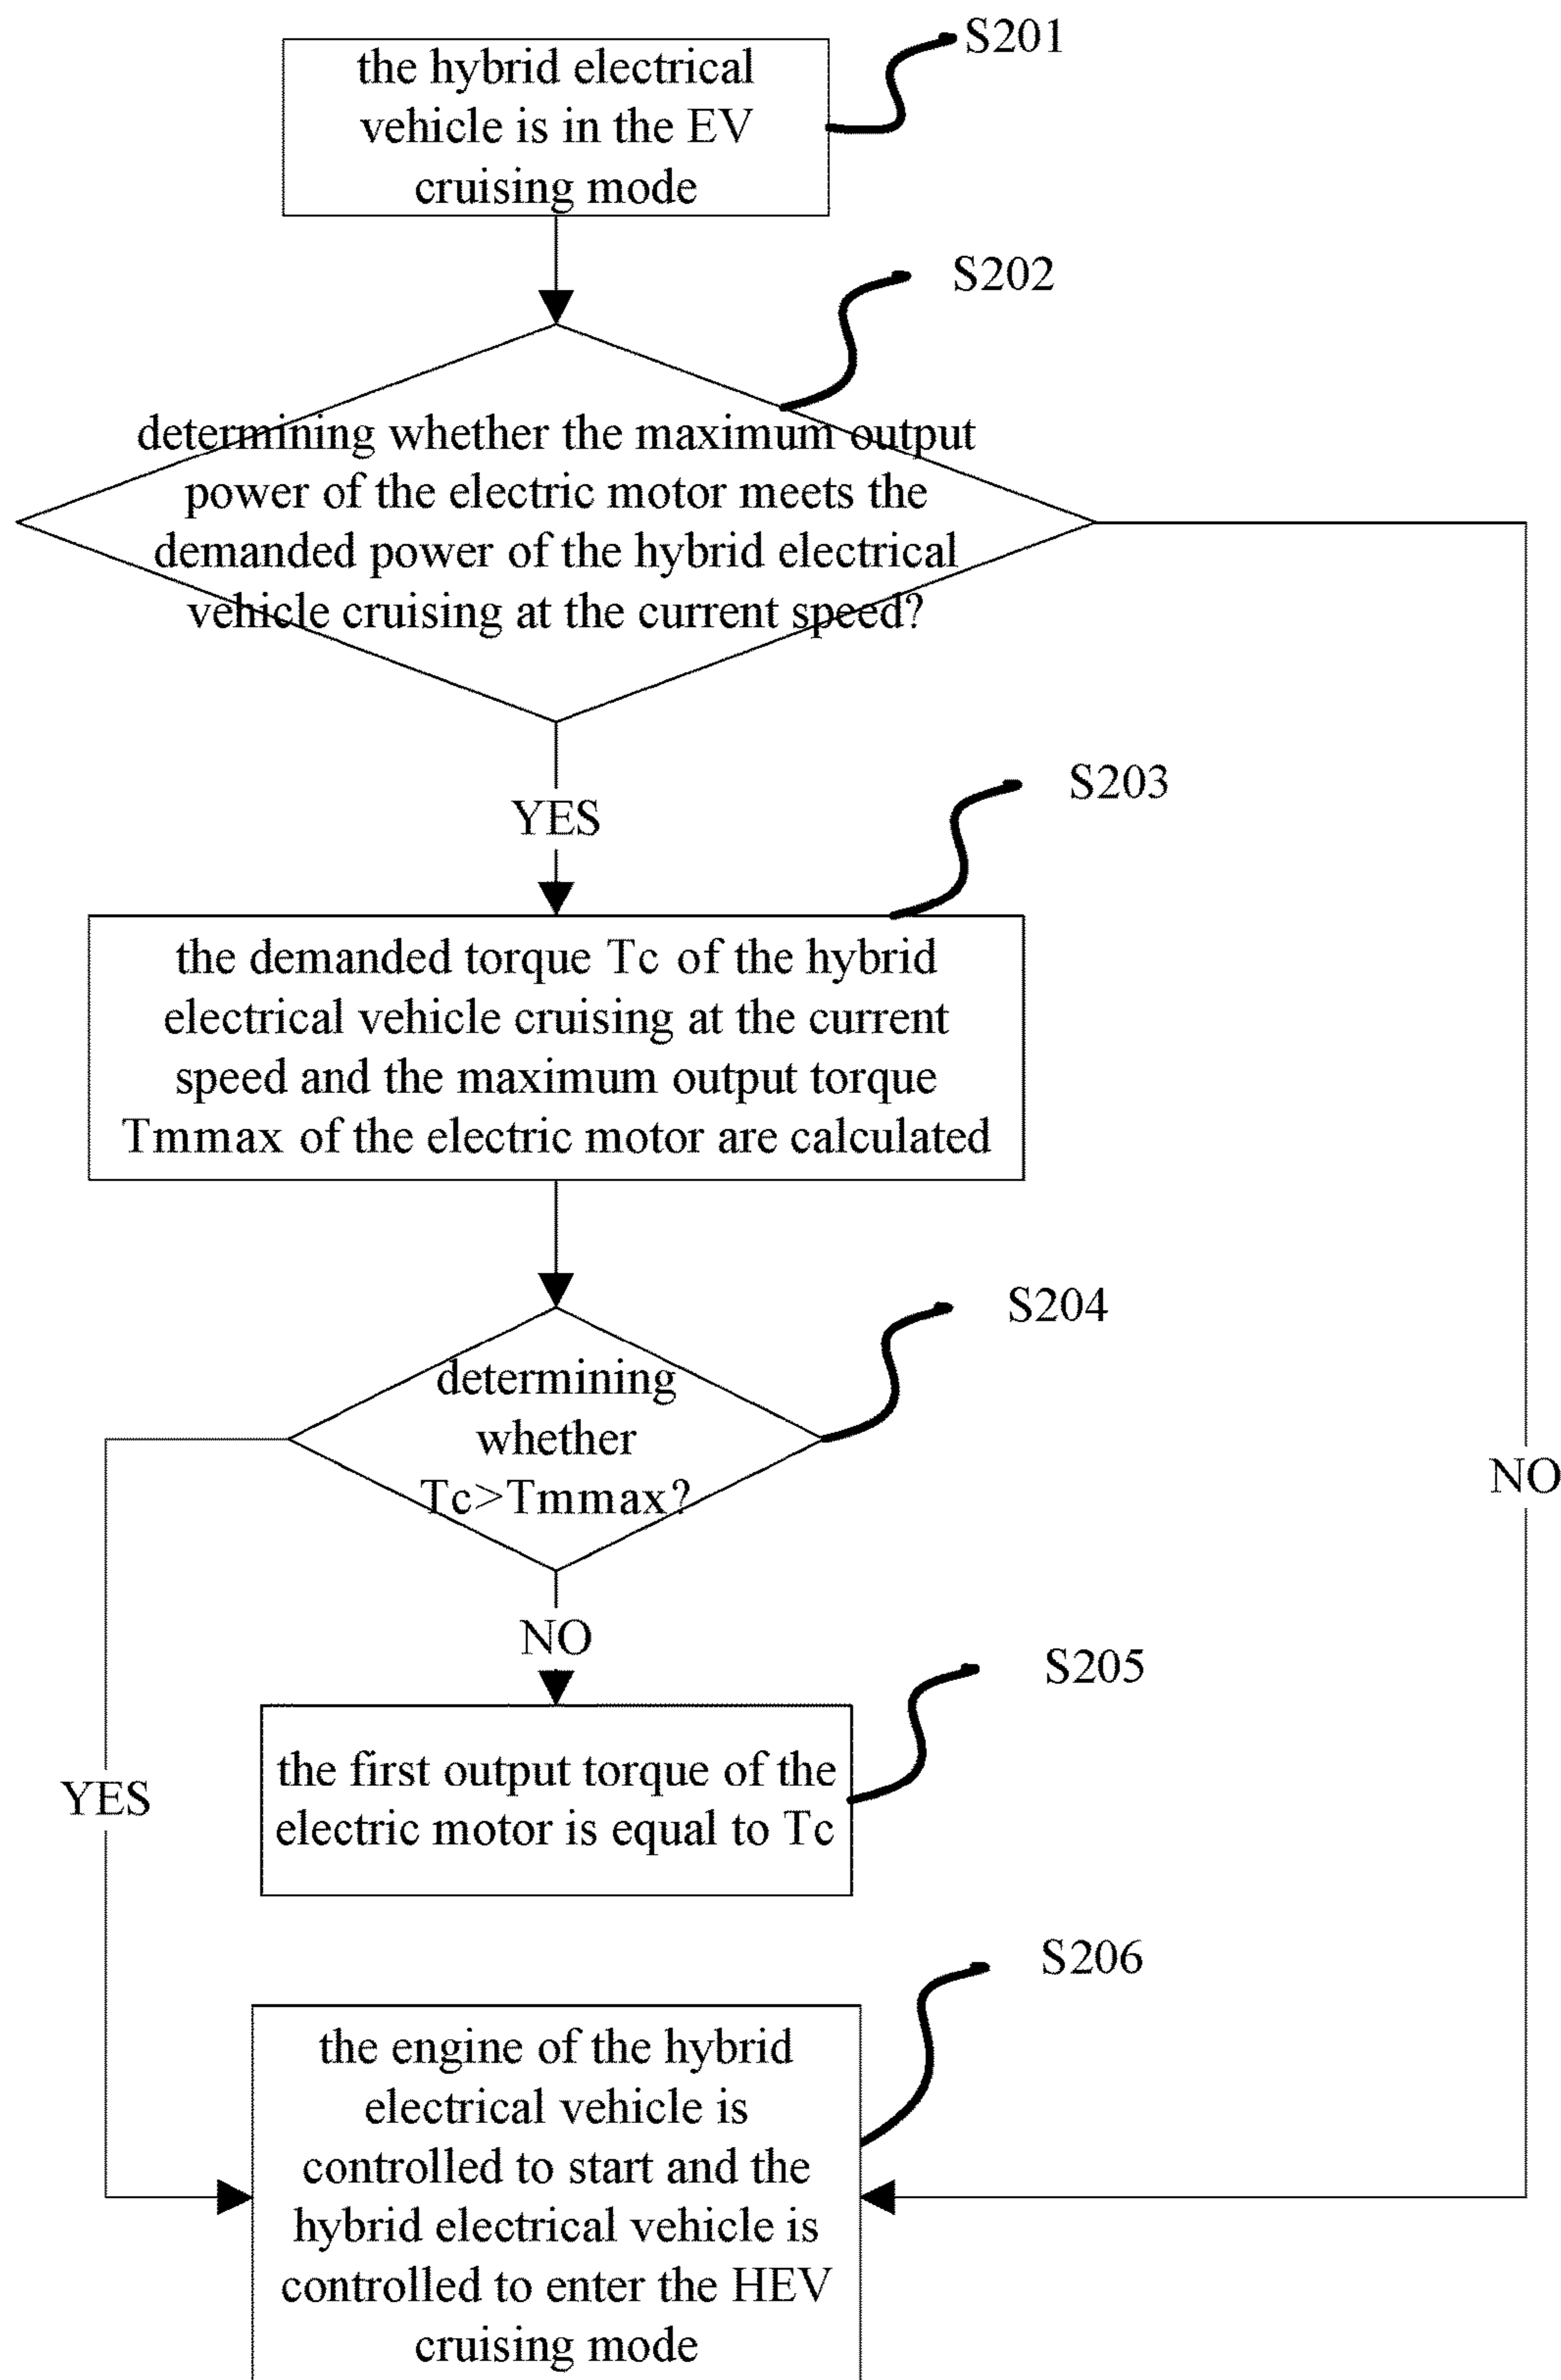 S201
the hybrid electrical
vehicle is in the EV
cruising mode
S202
determining whether the maximum output
power of the electric motor meets the
demanded power of the hybrid electrical
vehicle cruising at the current speed?
YES
S203
the demanded torque Tc of the hybrid
electrical vehicle cruising at the current
speed and the maximum output torque
Tmmax of the electric motor are calculated
S204
determining
whether
Tc>Tmmax?
NO
NO
S205
the first output torque of the
electric motor is equal to Tc
YES
S206
the engine of the hybrid
electrical vehicle is
controlled to start and the
hybrid electrical vehicle is
controlled to enter the HEV
cruising mode